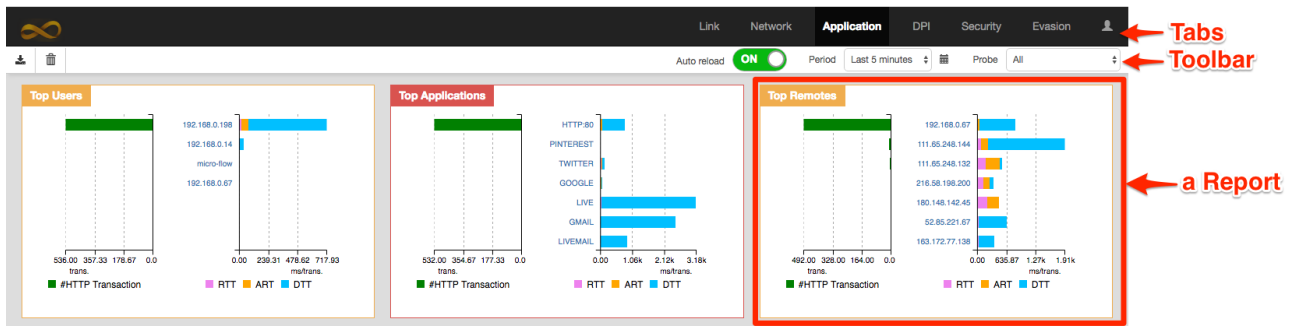 Link Network Application DPI Security Evasion
Tabs
Auto reload ON Period Last 5 minutes Probe All
Toolbar
Top Users
192.168.0.198
192.168.0.14
micro-flow
192.168.0.67
536.00 357.33 178.67 0.0
trans.
0.00 239.31 478.62 717.93
ms/trans.
#HTTP Transaction
RTT ART DTT
Top Applications
HTTP:80
PINTEREST
TWITTER
GOOGLE
LIVE
GMAIL
LIVEMAIL
532.00 354.67 177.33 0.0
trans.
0.00 1.06k 2.12k 3.18k
ms/trans.
#HTTP Transaction
RTT ART DTT
Top Remotes
192.168.0.67
111.65.248.144
111.65.248.132
216.58.198.200
180.148.142.45
52.85.221.67
163.172.77.138
492.00 328.00 164.00 0.0
trans.
0.00 635.87 1.27k 1.91k
ms/trans.
#HTTP Transaction
RTT ART DTT
a Report